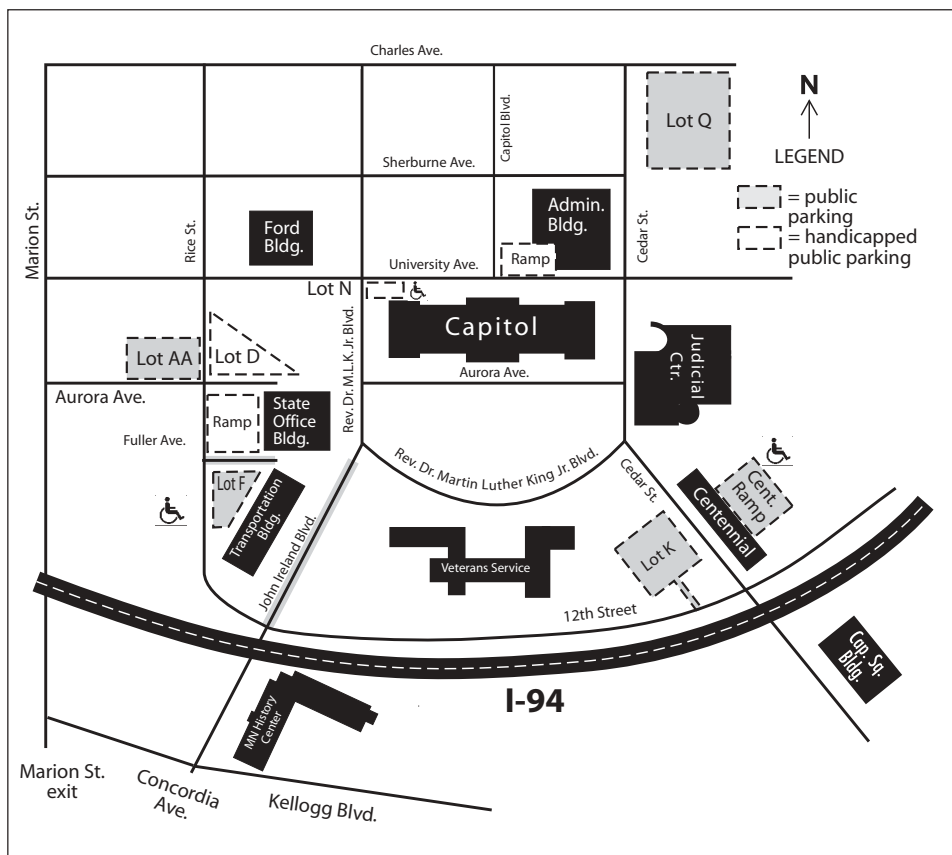 Charles Ave.
Capitol Blvd.
Lot Q
N
LEGEND
= public
parking
= handicapped
public parking
Sherburne Ave.
Marion St.
Rice St.
Ford
Bldg.
Admin.
Bldg.
Ramp
Cedar St.
University Ave.
Lot N
Rev. Dr. M.L.K. Jr. Blvd.
Capitol
Judicial
Ctr.
Lot AA
Lot D
Aurora Ave.
Aurora Ave.
Ramp
State
Office
Bldg.
Fuller Ave.
Rev. Dr. Martin Luther King Jr. Blvd.
Cedar St.
Lot F
Transportation
Bldg.
John Ireland Blvd.
Cent.
Ramp
Centennial
Lot K
Veterans Service
12th Street
Cap. Sq.
Bldg.
I-94
MN History
Center
Marion St.
exit
Concordia
Ave.
Kellogg Blvd.